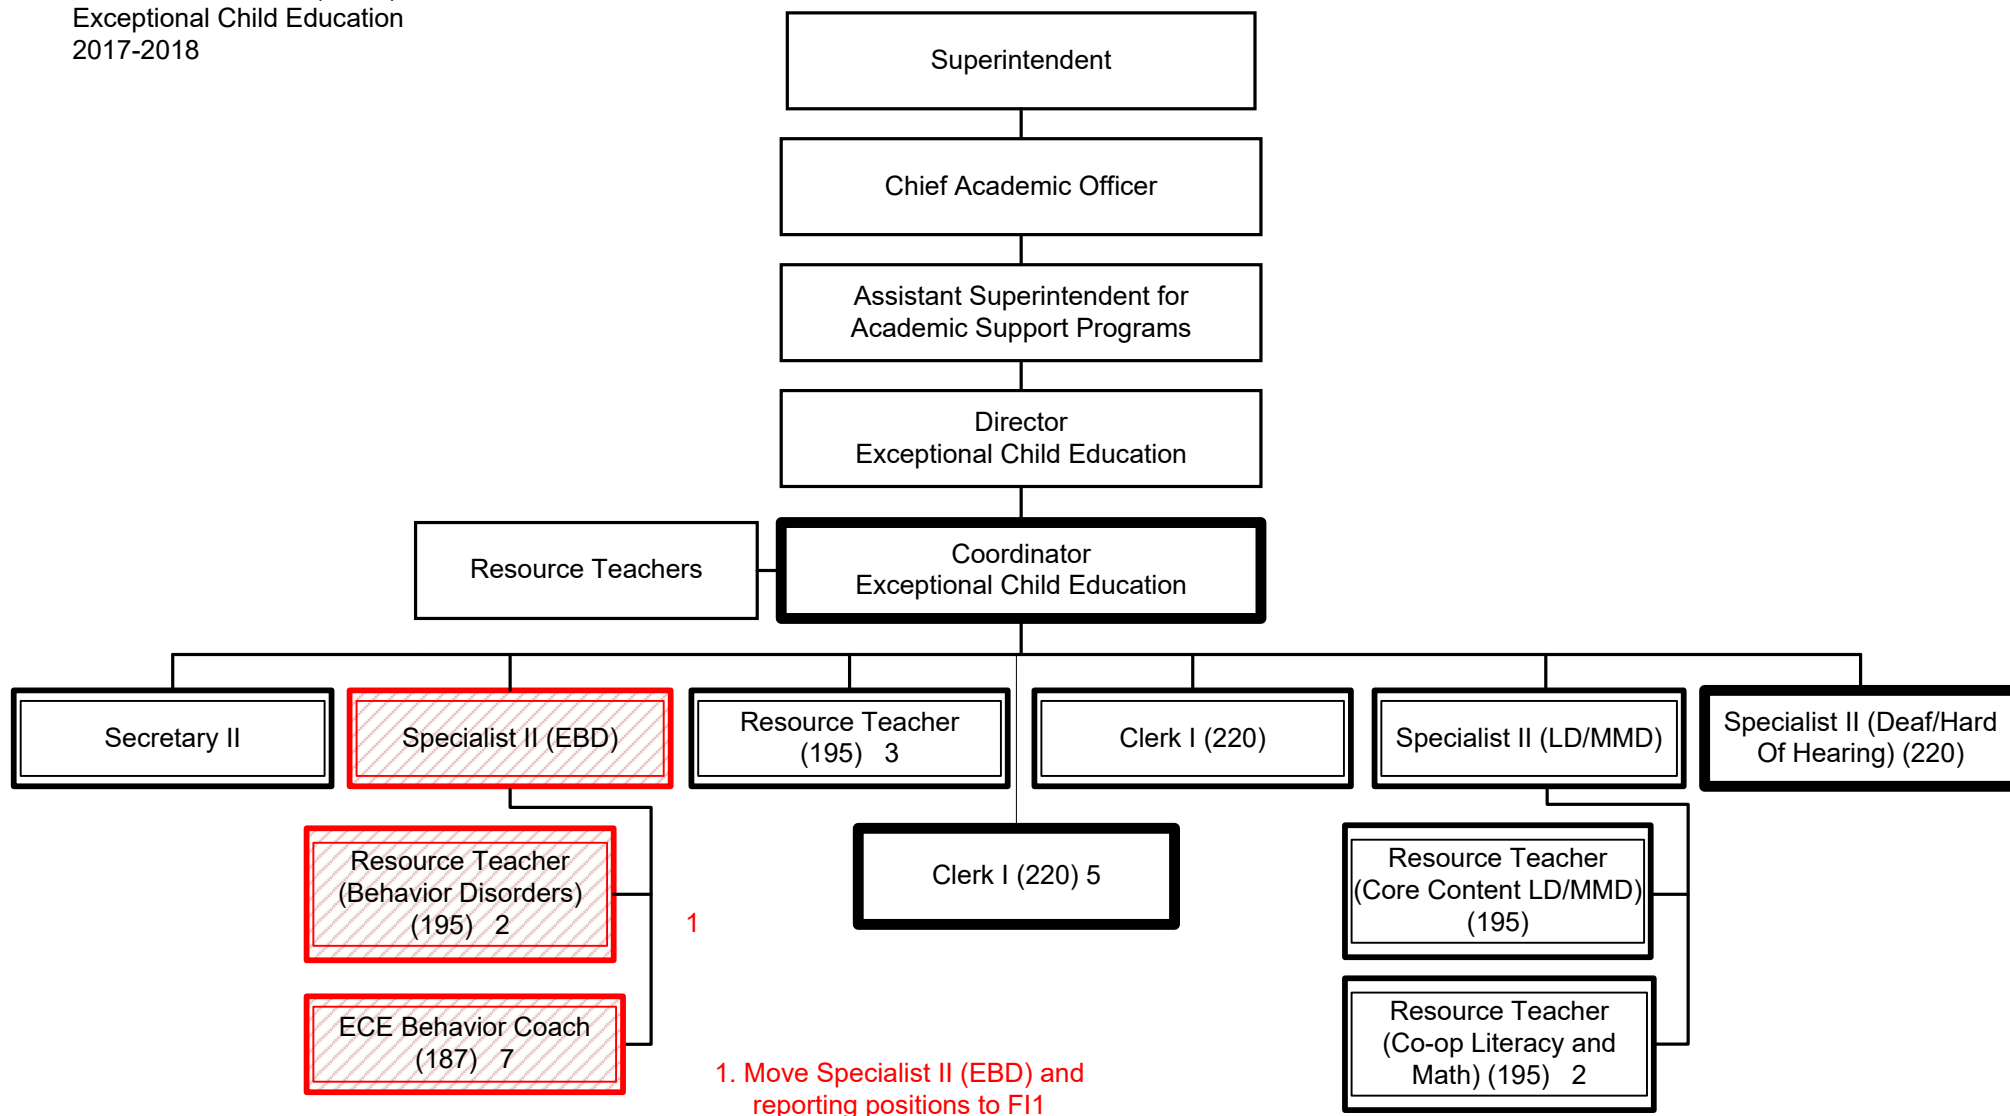 Exceptional Child Education
2017-2018
Superintendent
Chief Academic Officer
Assistant Superintendent for
Academic Support Programs
Director
Exceptional Child Education
Resource Teachers
Coordinator
Exceptional Child Education
Secretary II
Specialist II (EBD)
Resource Teacher
(195) 3
Clerk I (220)
Specialist II (LD/MMD)
Specialist II (Deaf/Hard
Of Hearing) (220)
Resource Teacher
(Behavior Disorders)
(195) 2
1
Clerk I (220) 5
Resource Teacher
(Core Content LD/MMD)
(195)
ECE Behavior Coach
(187) 7
Resource Teacher
(Co-op Literacy and
Math) (195) 2
1. Move Specialist II (EBD) and
reporting positions to FI1